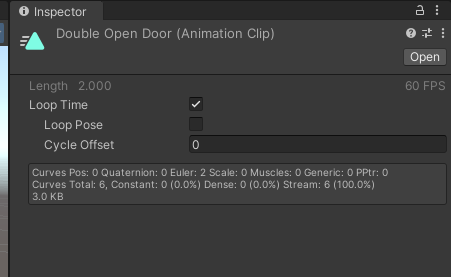 Inspector
Double Open Door (Animation Clip)
Open
Length 2.000 60 FPS
Loop Time
Loop Pose
Cycle Offset 0
Curves Pos: 0 Quaternion: 0 Euler: 2 Scale: 0 Muscles: 0 Generic: 0 PPtr: 0
Curves Total: 6, Constant: 0 (0.0%) Dense: 0 (0.0%) Stream: 6 (100.0%)
3.0 KB